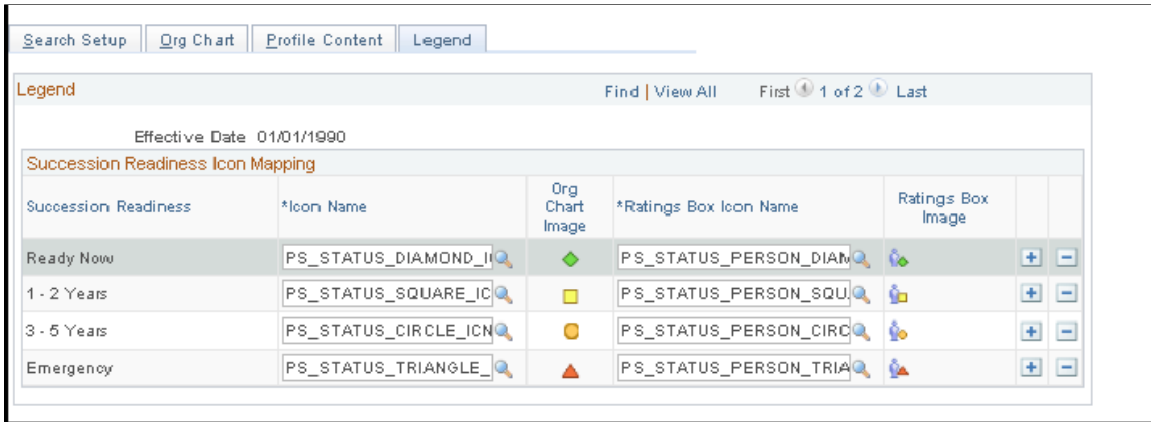 Search Setup Org Chart Profile Content Legend
Legend Find | View All First 1 of 2 Last
Effective Date 01/01/1990
Succession Readiness Icon Mapping
Succession Readiness *Icon Name Org Chart Image *Ratings Box Icon Name Ratings Box Image
Ready Now PS_STATUS_DIAMOND_I PS_STATUS_PERSON_DIAM
1 - 2 Years PS_STATUS_SQUARE_IC PS_STATUS_PERSON_SQU
3 - 5 Years PS_STATUS_CIRCLE_ICN PS_STATUS_PERSON_CIRC
Emergency PS_STATUS_TRIANGLE_ PS_STATUS_PERSON_TRIA